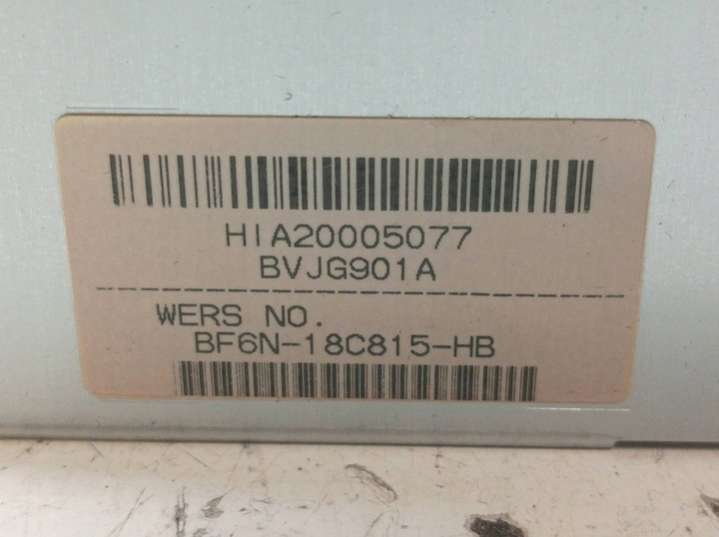 HIA20005077
BVJG901A
WERS NO.
BF6N-18C815-HB